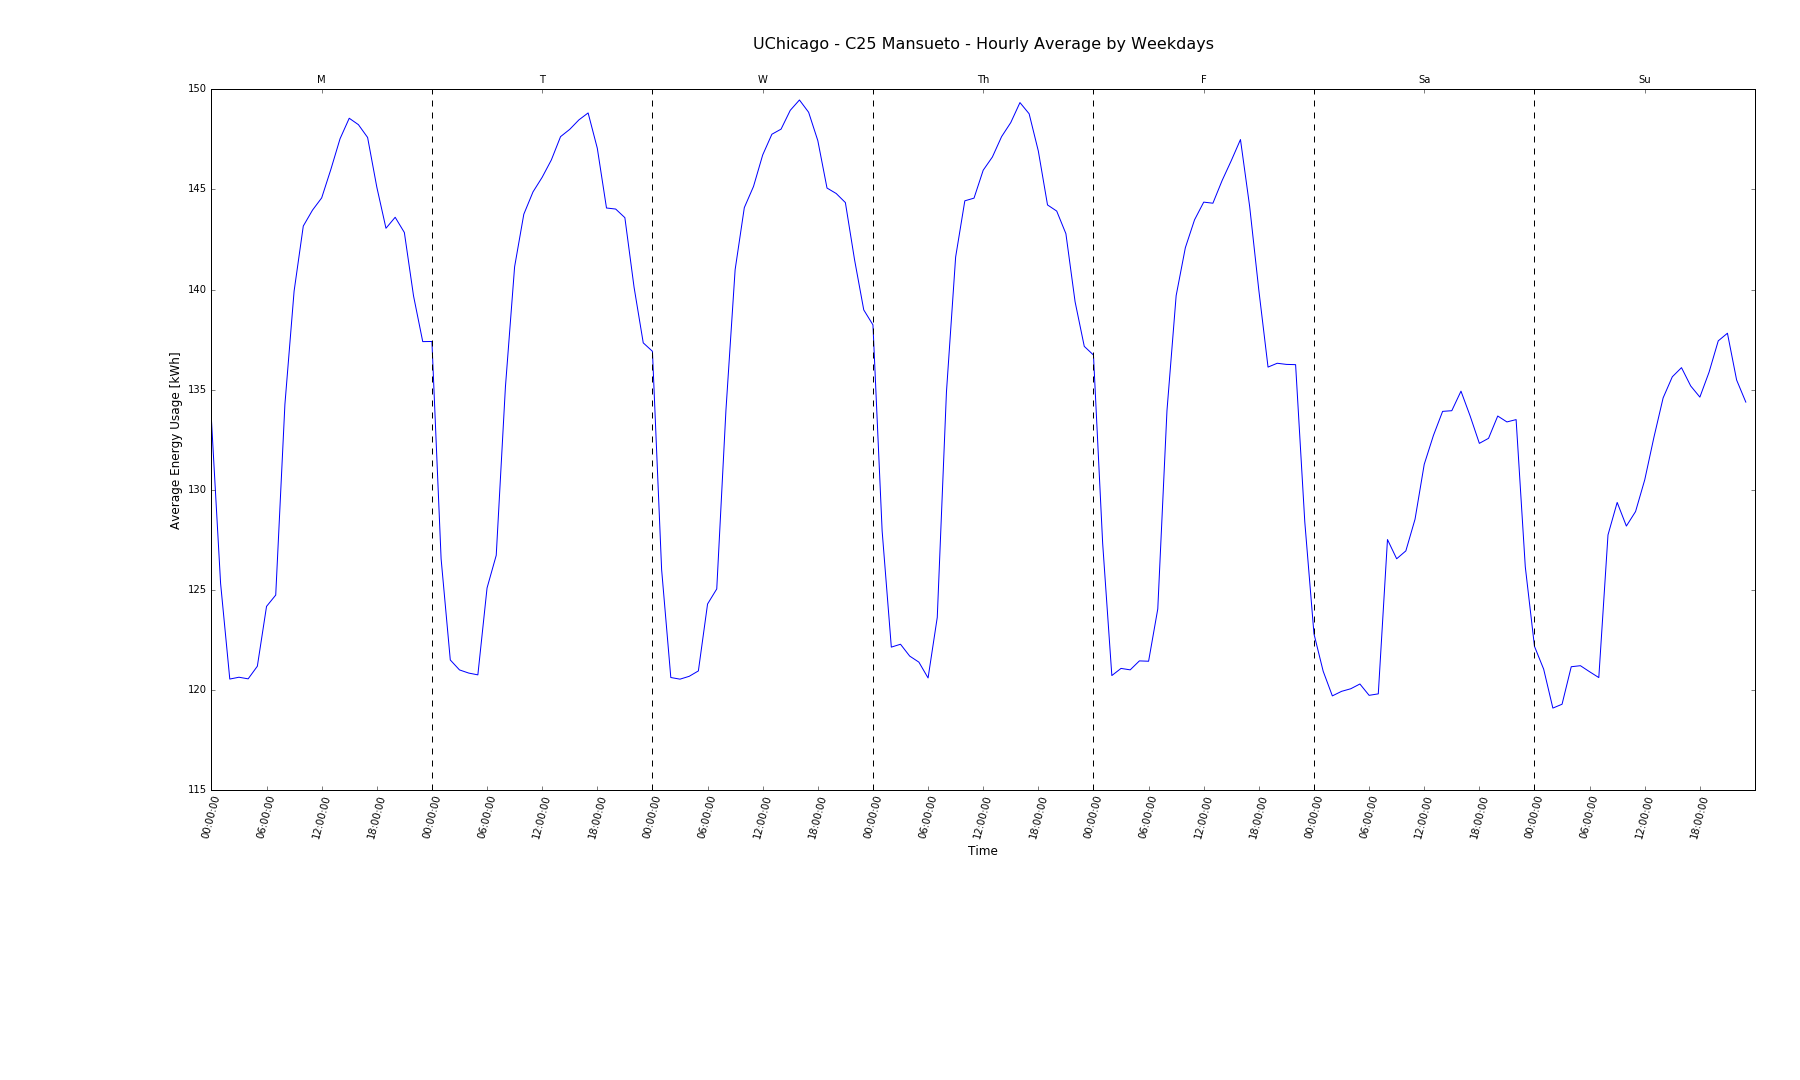 UChicago - C25 Mansueto - Hourly Average by Weekdays
M T W Th F Sa Su
150
145
140
135
130
125
120
115
Average Energy Usage [kWh]
00:00:00 06:00:00 12:00:00 18:00:00 00:00:00 06:00:00 12:00:00 18:00:00 00:00:00 06:00:00 12:00:00 18:00:00 00:00:00 06:00:00 12:00:00 18:00:00 00:00:00 06:00:00 12:00:00 18:00:00 00:00:00 06:00:00 12:00:00 18:00:00 00:00:00 06:00:00 12:00:00 18:00:00
Time